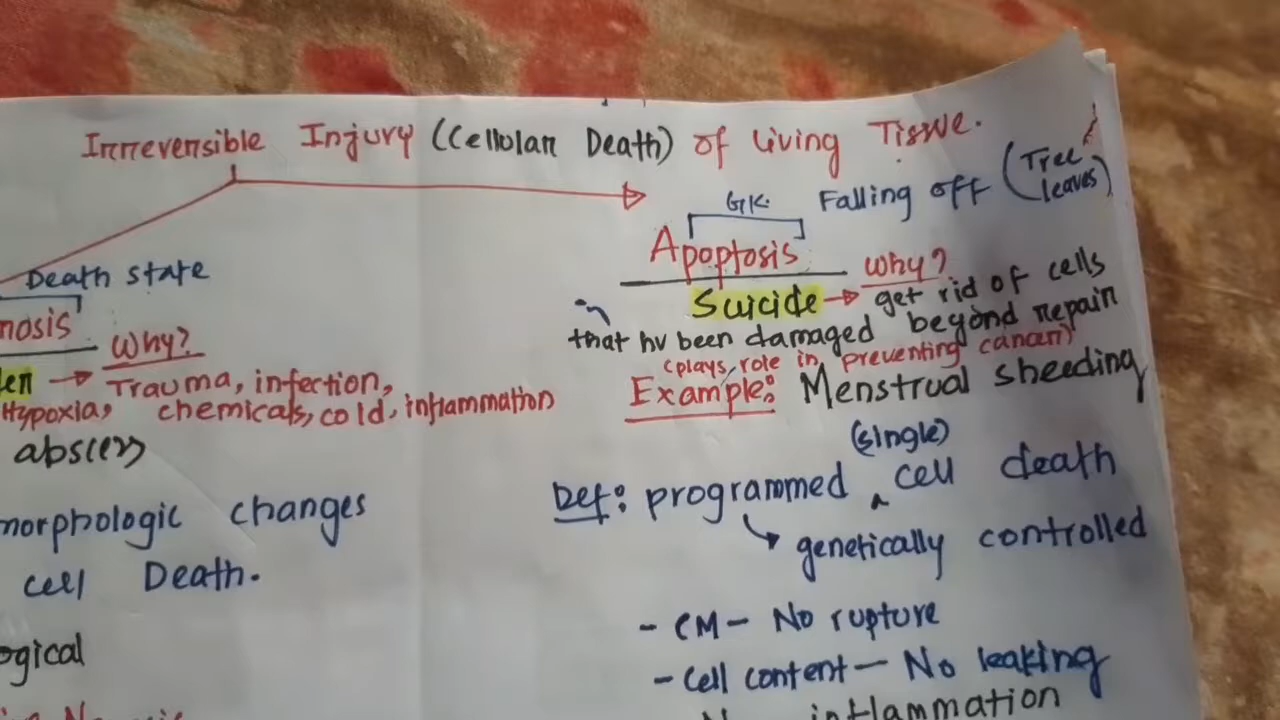 Irreversible Injury (Cellular Death) of Living Tissue.
GK. Falling off (Tree leaves)
Apoptosis
Suicide → Why? get rid of cells
that hv been damaged beyond repair
(plays role in preventing cancer)
Example: Menstrual sheeding
(single)
Def: programmed ^ cell death
genetically controlled
- CM - No rupture
- Cell content - No leaking
inflammation
Death state
nosis
Why?
en → Trauma, infection,
Hypoxia, chemicals, cold, inflammation
abscess
morphologic changes
cell Death.
ogical